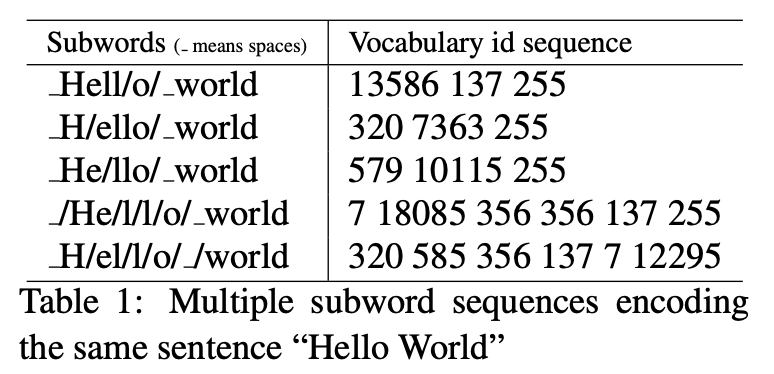 Subwords (_ means spaces) Vocabulary id sequence
_Hell/o/_world 13586 137 255
_H/ello/_world 320 7363 255
_He/llo/_world 579 10115 255
_/He/l/l/o/_world 7 18085 356 356 137 255
_H/el/l/o/_/world 320 585 356 137 7 12295
Table 1: Multiple subword sequences encoding
the same sentence “Hello World”